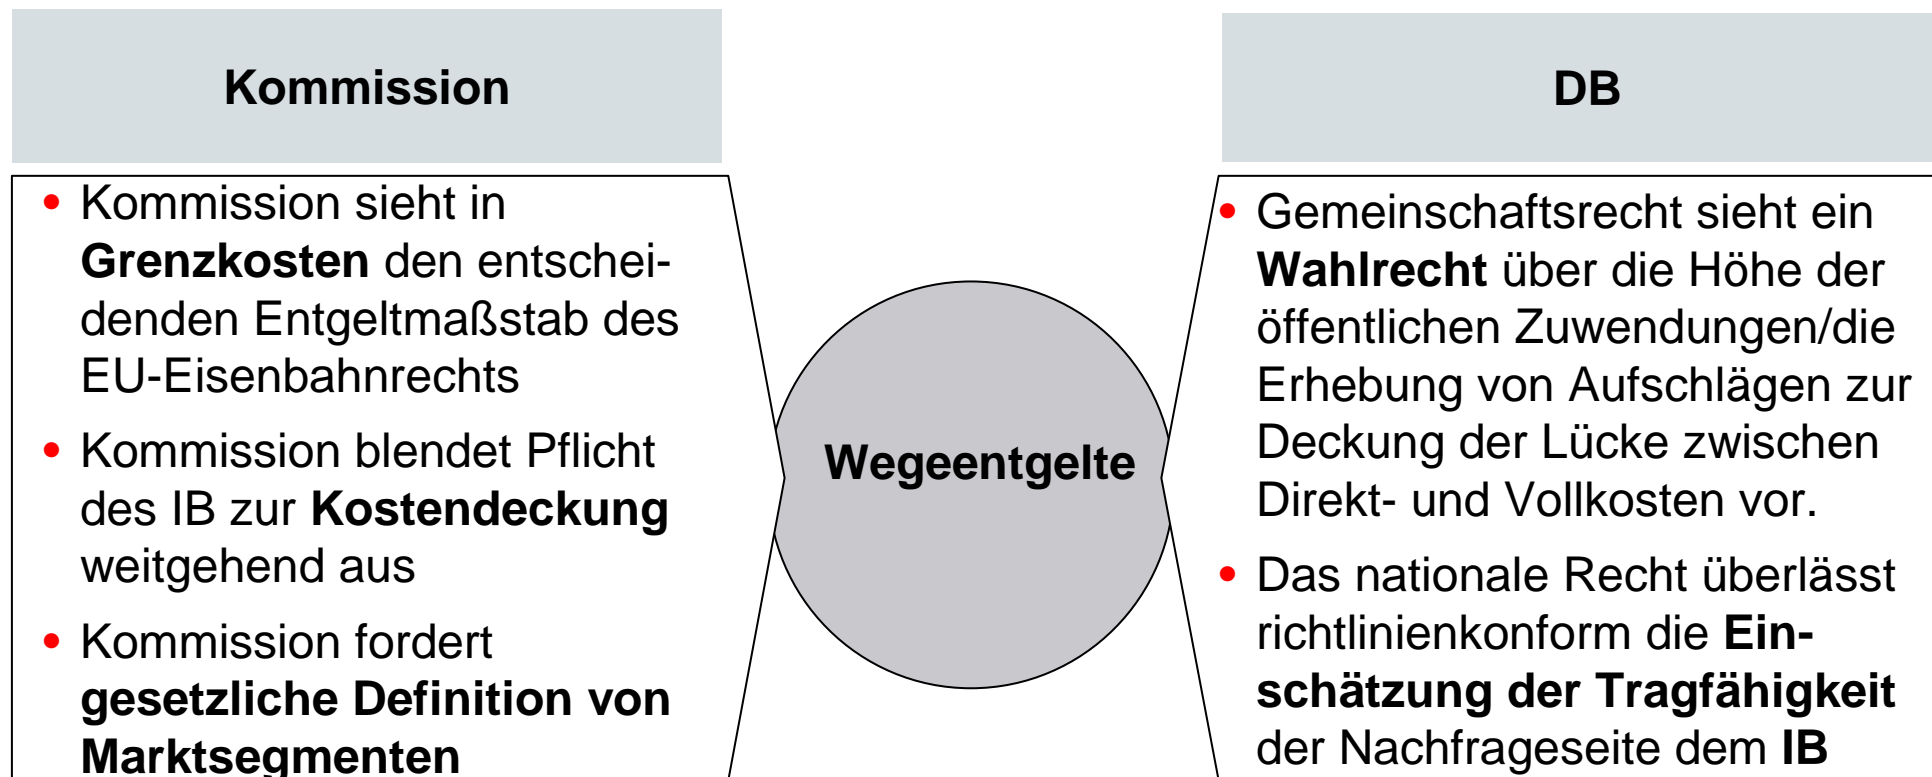 Kommission
• Kommission sieht in
Grenzkosten den entschei-
denden Entgeltmaßstab des
EU-Eisenbahnrechts
• Kommission blendet Pflicht
des IB zur Kostendeckung
weitgehend aus
• Kommission fordert
gesetzliche Definition von
Marktsegmenten
Wegeentgelte
DB
• Gemeinschaftsrecht sieht ein
Wahlrecht über die Höhe der
öffentlichen Zuwendungen/die
Erhebung von Aufschlägen zur
Deckung der Lücke zwischen
Direkt- und Vollkosten vor.
• Das nationale Recht überlässt
richtlinienkonform die Ein-
schätzung der Tragfähigkeit
der Nachfrageseite dem IB